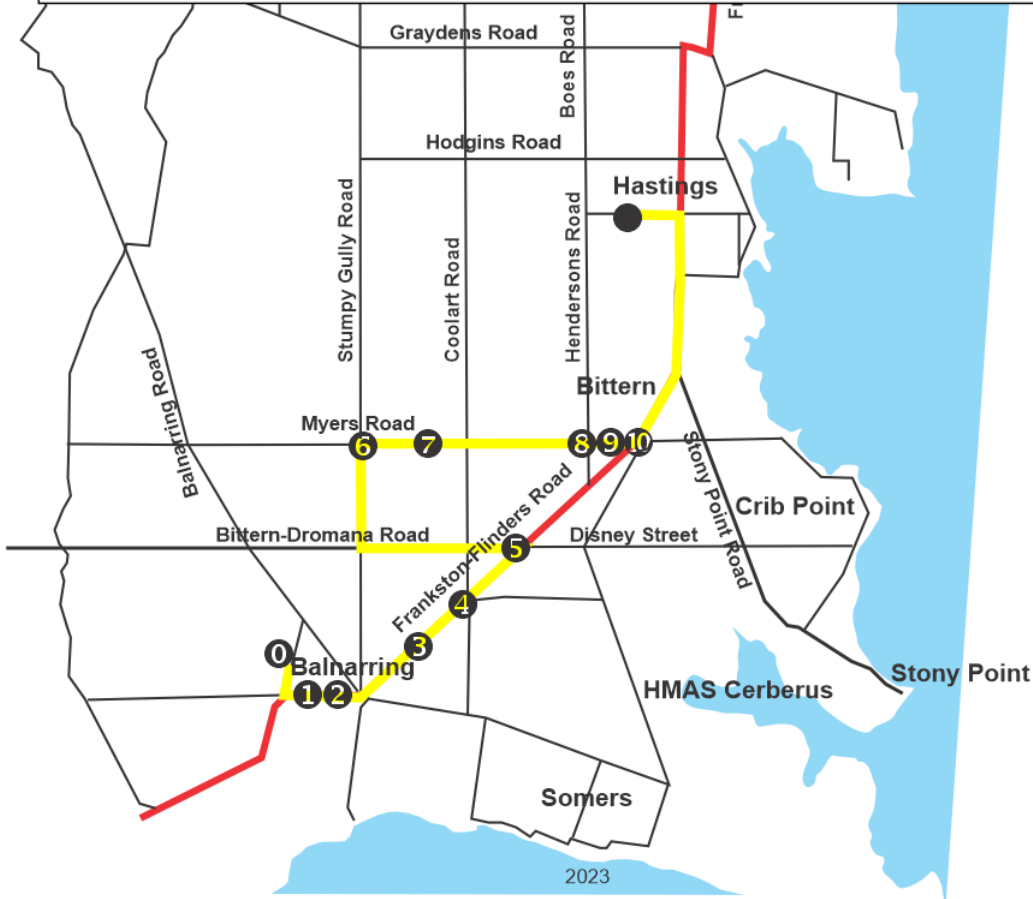 Graydens Road
Boes Road
Hodgins Road
Hastings
Stumpy Gully Road
Coolart Road
Hendersons Road
Balnarring Road
Bittern
Myers Road
6
7
8
9
10
Stony Point Road
Crib Point
Bittern-Dromana Road
Frankston-Flinders Road
5
Disney Street
4
3
0
Balnarring
1
2
HMAS Cerberus
Stony Point
Somers
2023